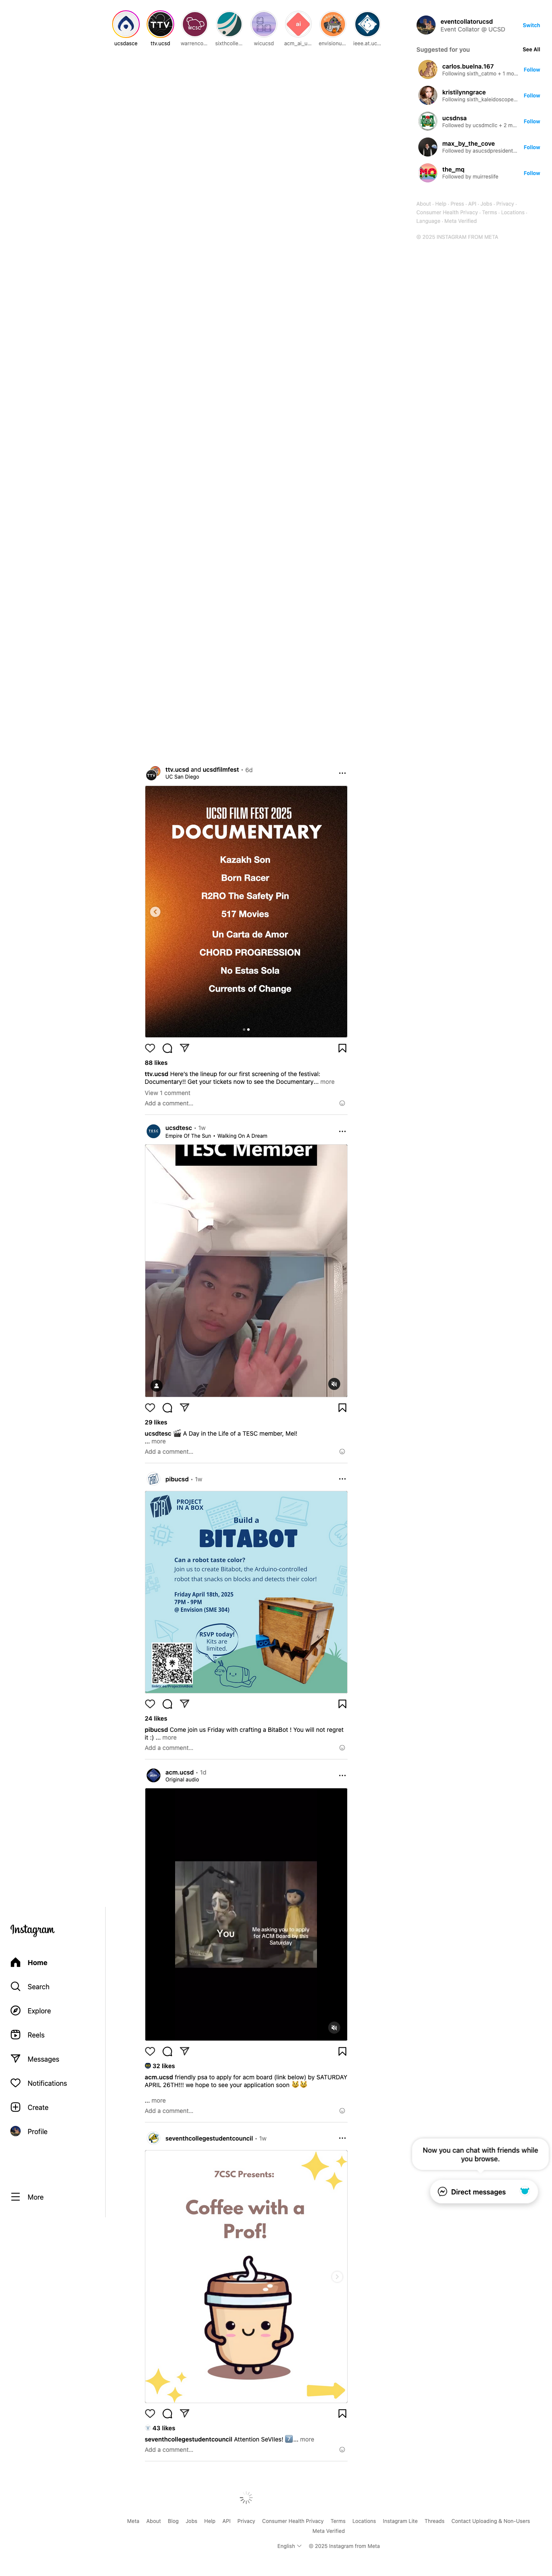 ucsdasce
ttv.ucsd
warrenco...
sixthcolle...
wicucsd
acm_ai_u...
envisionu...
ieee.at.uc...
eventcollatorucsd
Event Collator @ UCSD
Switch
Suggested for you
See All
carlos.buelna.167
Following sixth_catmo + 1 mo...
Follow
kristilynngrace
Following sixth_kaleidoscope...
Follow
ucsdnsa
Followed by ucsdmcllc + 2 m...
Follow
max_by_the_cove
Followed by asucsdpresident...
Follow
the_mq
Followed by muirreslife
Follow
About · Help · Press · API · Jobs · Privacy ·
Consumer Health Privacy · Terms · Locations ·
Language · Meta Verified
© 2025 INSTAGRAM FROM META
ttv.ucsd and ucsdfilmfest • 6d
UC San Diego
UCSD FILM FEST 2025
DOCUMENTARY
Kazakh Son
Born Racer
R2RO The Safety Pin
517 Movies
Un Carta de Amor
CHORD PROGRESSION
No Estas Sola
Currents of Change
88 likes
ttv.ucsd Here's the lineup for our first screening of the festival:
Documentary!! Get your tickets now to see the Documentary... more
View 1 comment
Add a comment...
ucsdtesc • 1w
Empire Of The Sun • Walking On A Dream
TESC Member
29 likes
ucsdtesc 🎬 A Day in the Life of a TESC member, Mel!
... more
Add a comment...
pibucsd • 1w
PIB
PROJECT
IN A BOX
Build a
BITABOT
Can a robot taste color?
Join us to create Bitabot, the Arduino-controlled
robot that snacks on blocks and detects their color!
Friday April 18th, 2025
7PM - 9PM
@ Envision (SME 304)
RSVP today!
Kits are
limited.
24 likes
pibucsd Come join us Friday with crafting a BitaBot ! You will not regret
it :) ... more
Add a comment...
acm.ucsd • 1d
Original audio
You
Me asking you to apply
for ACM board by this
Saturday
32 likes
acm.ucsd friendly psa to apply for acm board (link below) by SATURDAY
APRIL 26TH!!! we hope to see your application soon 😼😼
... more
Add a comment...
Instagram
Home
Search
Explore
Reels
Messages
Notifications
Create
Profile
More
seventhcollegestudentcouncil • 1w
7CSC Presents:
Coffee with a
Prof!
43 likes
seventhcollegestudentcouncil Attention SeVIIes! 7️⃣... more
Add a comment...
Now you can chat with friends while
you browse.
Direct messages
Meta About Blog Jobs Help API Privacy Consumer Health Privacy Terms Locations Instagram Lite Threads Contact Uploading & Non-Users
Meta Verified
English © 2025 Instagram from Meta